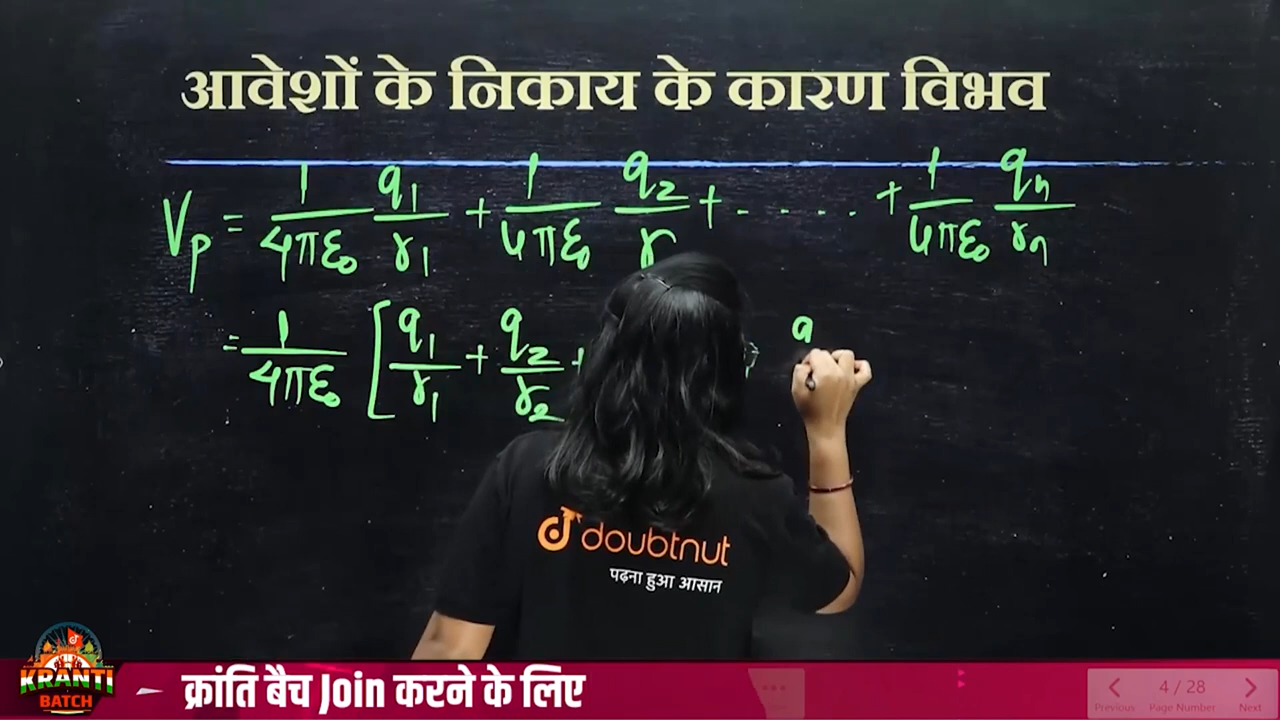 आवेशों के निकाय के कारण विभव
Vp = 1/4πε₀ q₁/r₁ + 1/4πε₀ q₂/r + ..... + 1/4πε₀ qₙ/rₙ
= 1/4πε₀ [q₁/r₁ + q₂/r₂ +
doubtnut
पढ़ना हुआ आसान
KRANTI
BATCH
क्रांति बैच Join करने के लिए
4 / 28
Previous Page Number Next